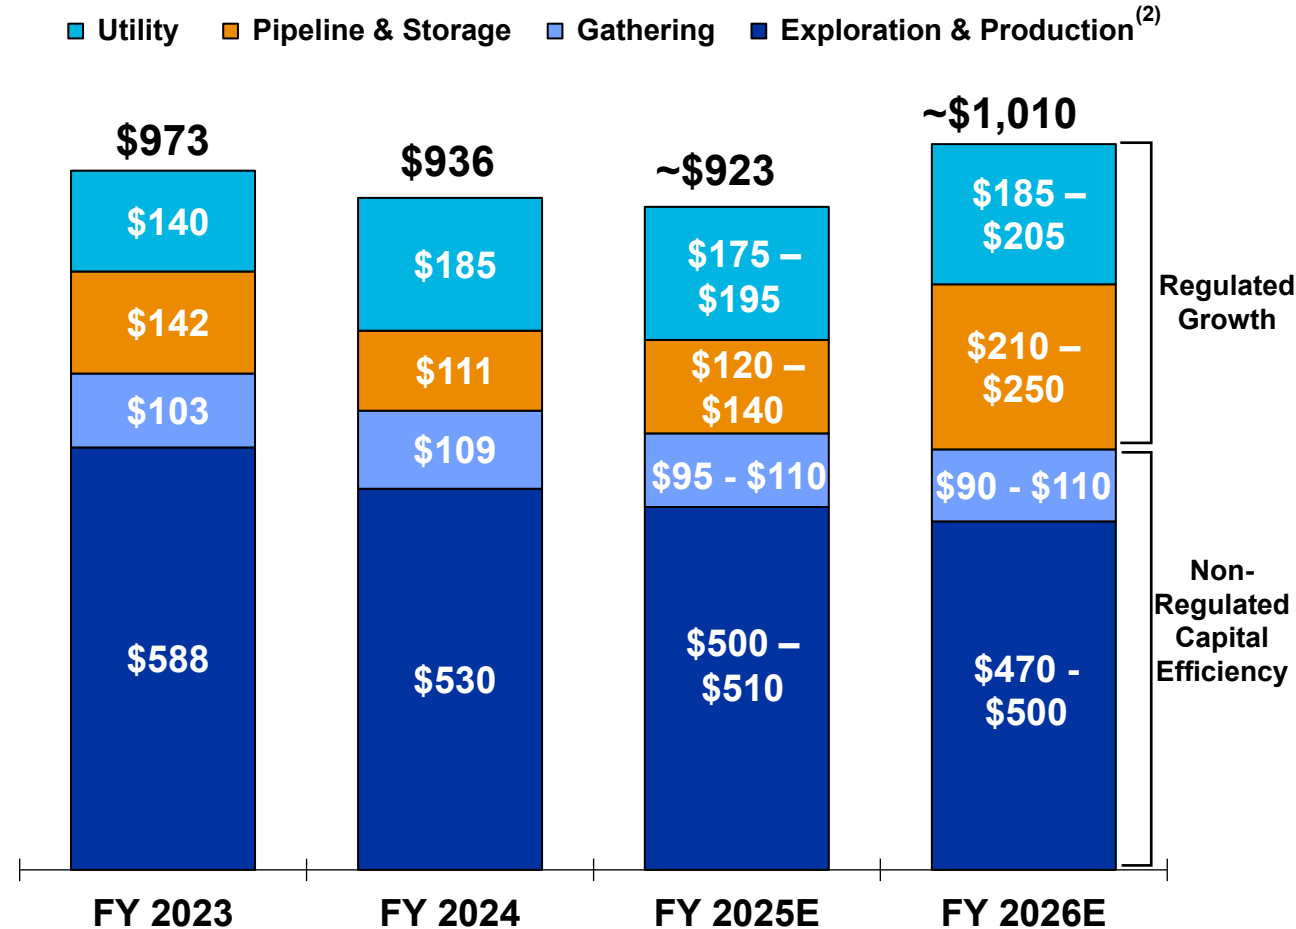 Utility Pipeline & Storage Gathering Exploration & Production(2)
$973
$936
~$923
~$1,010
$140
$142
$103
$588
$185
$111
$109
$530
$175 –
$195
$120 –
$140
$95 - $110
$500 –
$510
$185 –
$205
$210 –
$250
$90 - $110
$470 -
$500
Regulated
Growth
Non-
Regulated
Capital
Efficiency
FY 2023
FY 2024
FY 2025E
FY 2026E